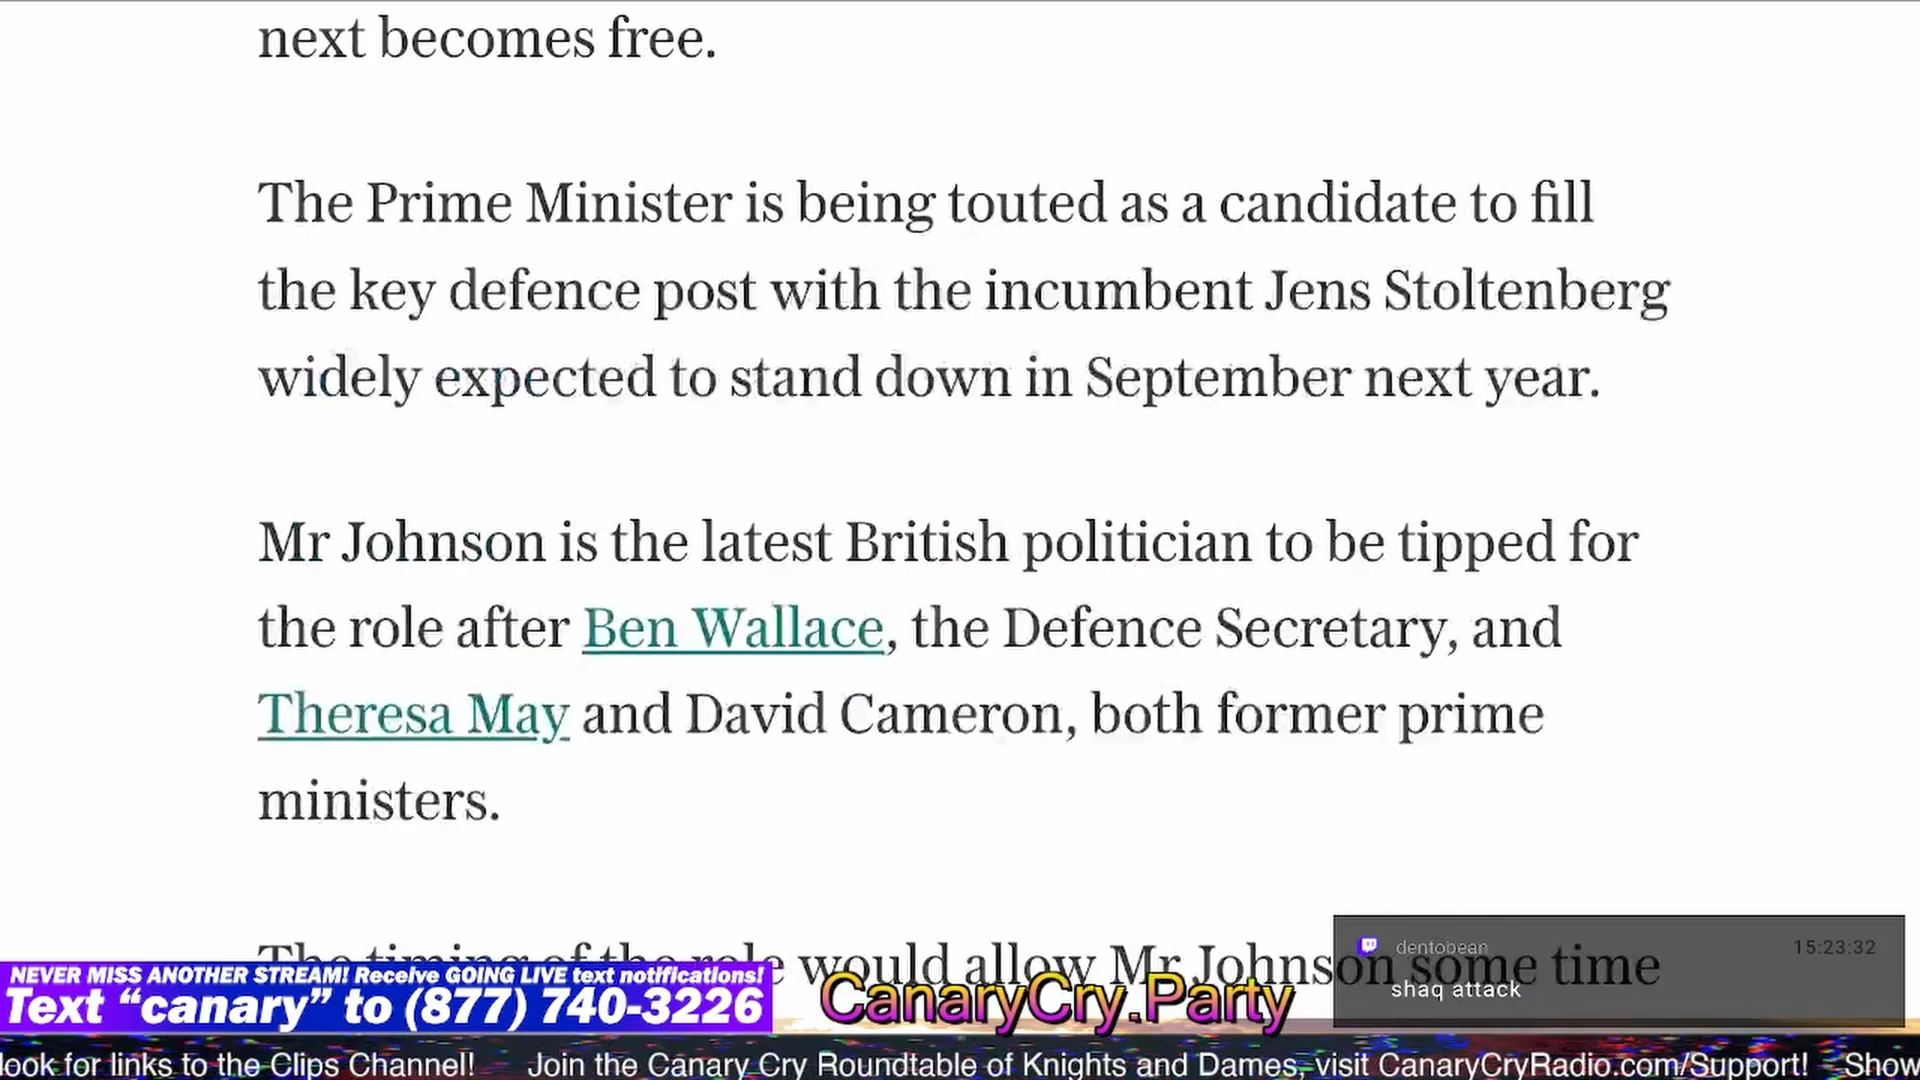 next becomes free.
The Prime Minister is being touted as a candidate to fill
the key defence post with the incumbent Jens Stoltenberg
widely expected to stand down in September next year.
Mr Johnson is the latest British politician to be tipped for
the role after Ben Wallace, the Defence Secretary, and
Theresa May and David Cameron, both former prime
ministers.
The timing of the role would allow Mr Johnson some time
dentobean 15:23:32
shaq attack
NEVER MISS ANOTHER STREAM! Receive GOING LIVE text notifications!
Text “canary” to (877) 740-3226
CanaryCry.Party
look for links to the Clips Channel! Join the Canary Cry Roundtable of Knights and Dames, visit CanaryCryRadio.com/Support! Show